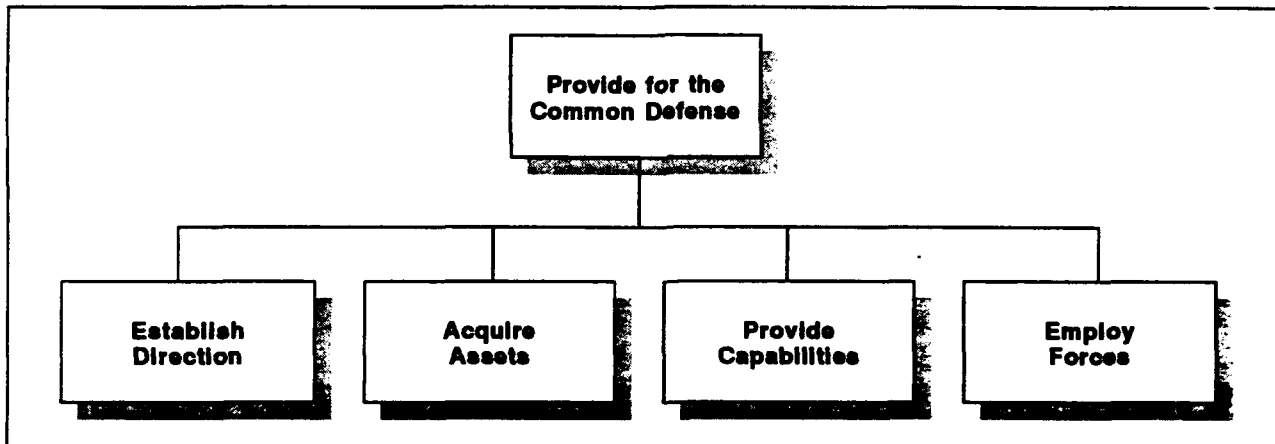 Provide for the
Common Defense
Establish
Direction
Acquire
Assets
Provide
Capabilities
Employ
Forces